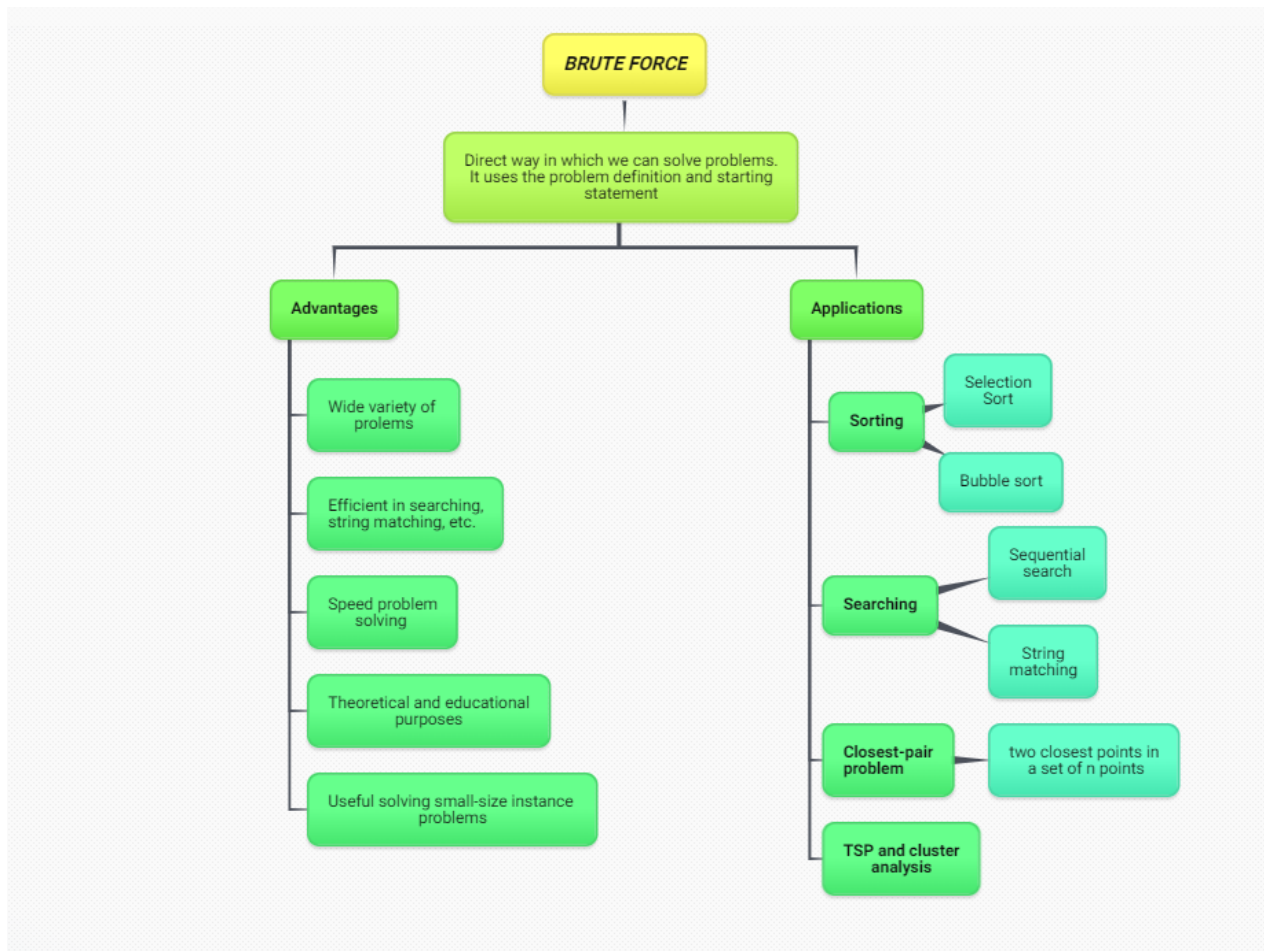 BRUTE FORCE
Direct way in which we can solve problems.
It uses the problem definition and starting
statement
Advantages
Wide variety of
prolems
Efficient in searching,
string matching, etc.
Speed problem
solving
Theoretical and educational
purposes
Useful solving small-size instance
problems
Applications
Sorting
Selection
Sort
Bubble sort
Searching
Sequential
search
String
matching
Closest-pair
problem
two closest points in
a set of n points
TSP and cluster
analysis